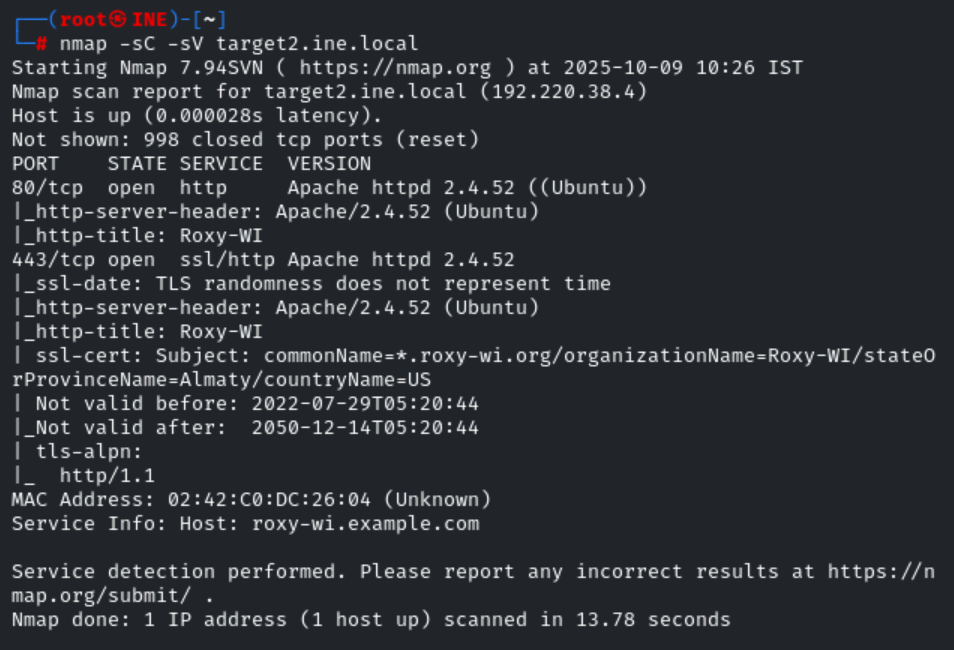 ┌──(root㉿INE)-[~]
└─# nmap -sC -sV target2.ine.local
Starting Nmap 7.94SVN ( https://nmap.org ) at 2025-10-09 10:26 IST
Nmap scan report for target2.ine.local (192.220.38.4)
Host is up (0.000028s latency).
Not shown: 998 closed tcp ports (reset)
PORT    STATE SERVICE  VERSION
80/tcp  open  http     Apache httpd 2.4.52 ((Ubuntu))
|_http-server-header: Apache/2.4.52 (Ubuntu)
|_http-title: Roxy-WI
443/tcp open  ssl/http Apache httpd 2.4.52
|_ssl-date: TLS randomness does not represent time
|_http-server-header: Apache/2.4.52 (Ubuntu)
|_http-title: Roxy-WI
| ssl-cert: Subject: commonName=*.roxy-wi.org/organizationName=Roxy-WI/stateO
rProvinceName=Almaty/countryName=US
| Not valid before: 2022-07-29T05:20:44
|_Not valid after:  2050-12-14T05:20:44
| tls-alpn:
|_  http/1.1
MAC Address: 02:42:C0:DC:26:04 (Unknown)
Service Info: Host: roxy-wi.example.com

Service detection performed. Please report any incorrect results at https://n
map.org/submit/ .
Nmap done: 1 IP address (1 host up) scanned in 13.78 seconds